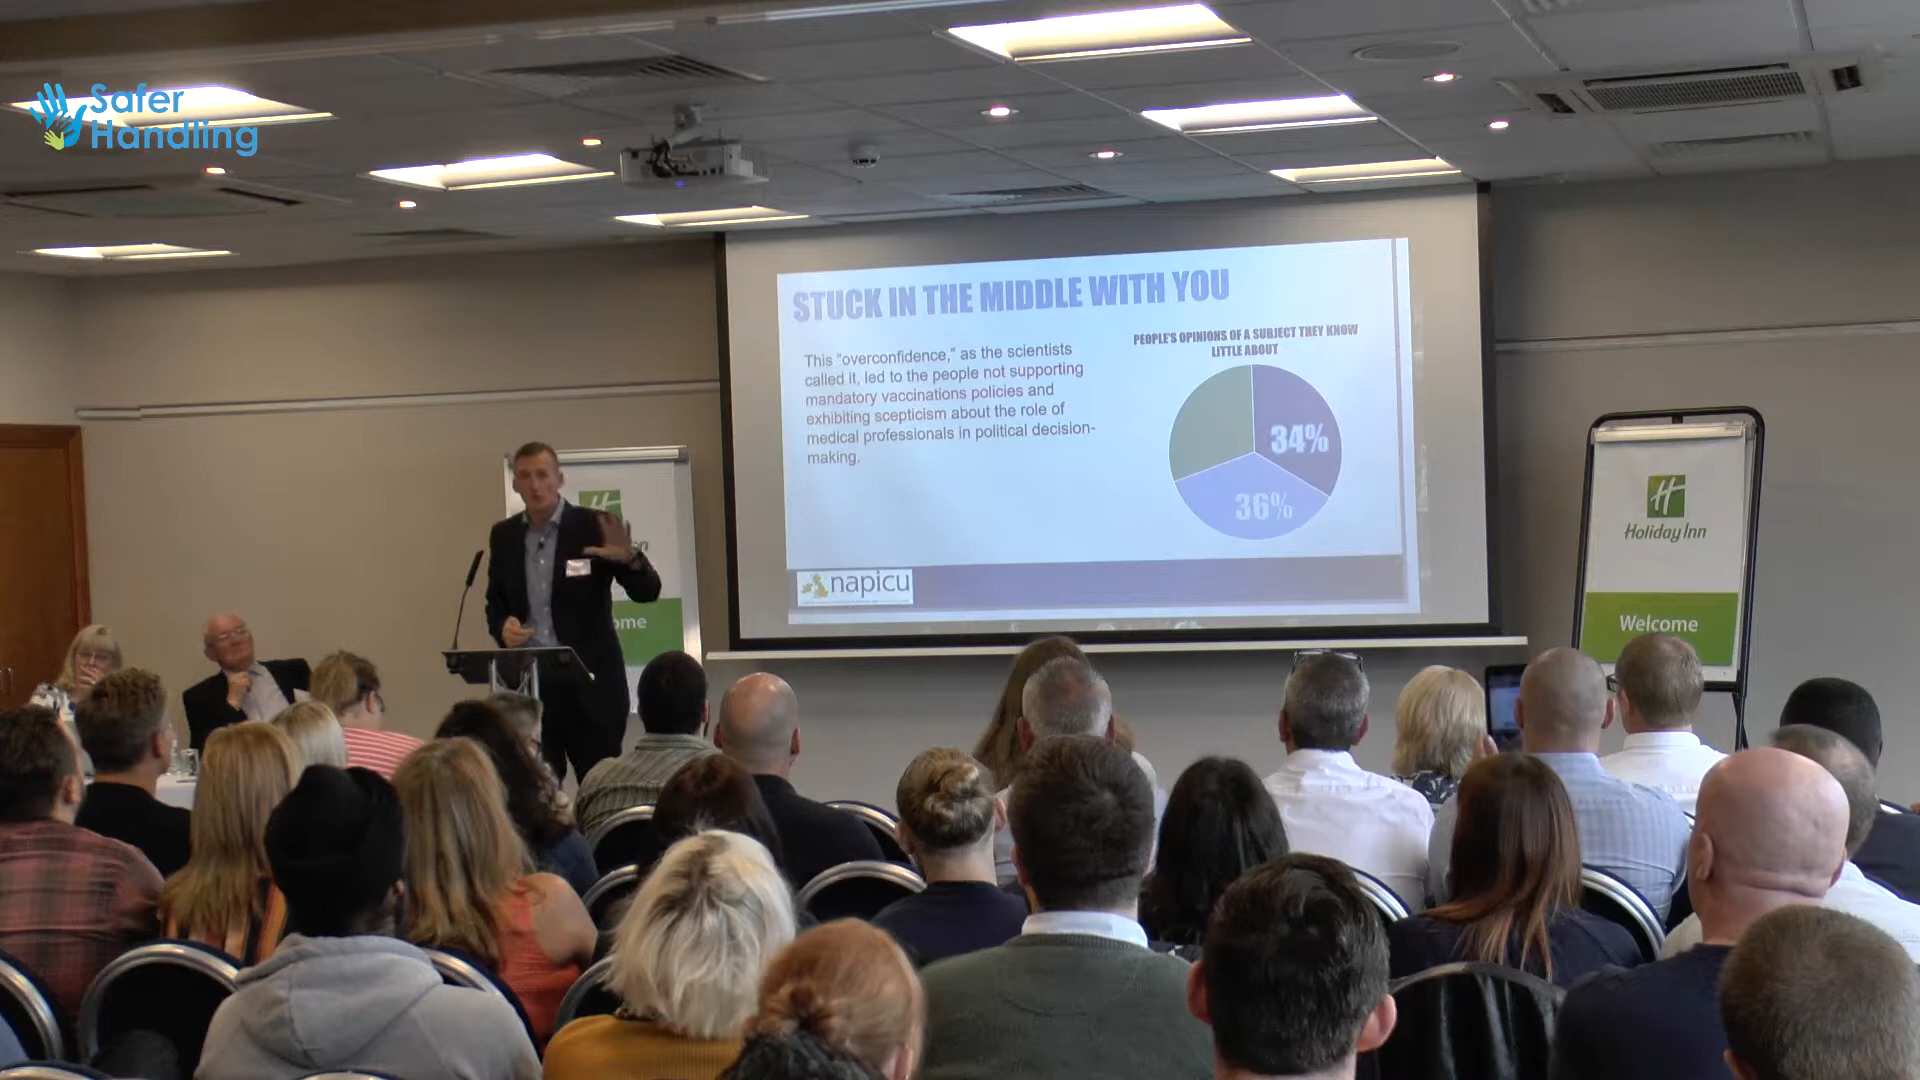 Safer
Handling
STUCK IN THE MIDDLE WITH YOU
This "overconfidence," as the scientists
called it, led to the people not supporting
mandatory vaccinations policies and
exhibiting scepticism about the role of
medical professionals in political decision-
making.
PEOPLE'S OPINIONS OF A SUBJECT THEY KNOW
LITTLE ABOUT
34%
36%
napicu
H
Holiday Inn
Welcome
H
nn
ome